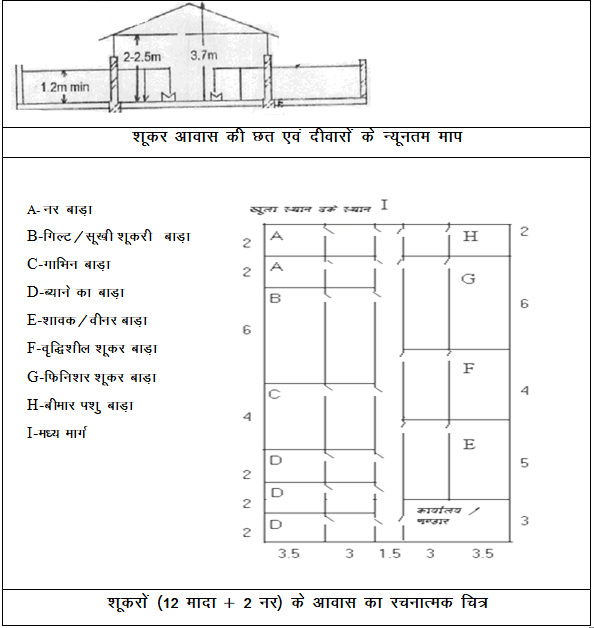 2-2.5m
3.7m
1.2m min
शूकर आवास की छत एवं दीवारों के न्यूनतम माप
A-नर बाड़ा
B-गिल्ट/सूखी शूकरी बाड़ा
C-गाभिन बाड़ा
D-ब्याने का बाड़ा
E-शावक/वीनर बाड़ा
F-वृद्धिशील शूकर बाड़ा
G-फिनिशर शूकर बाड़ा
H-बीमार पशु बाड़ा
I-मध्य मार्ग
खुला स्थान ढके स्थान I
2 A H 2
2 A G
B
6 6
F
C 4
4
E
D 5
2
D
2 कार्यालय /
भण्डार
D 3
2
3.5 3 1.5 3 3.5
शूकरों (12 मादा + 2 नर) के आवास का रचनात्मक चित्र